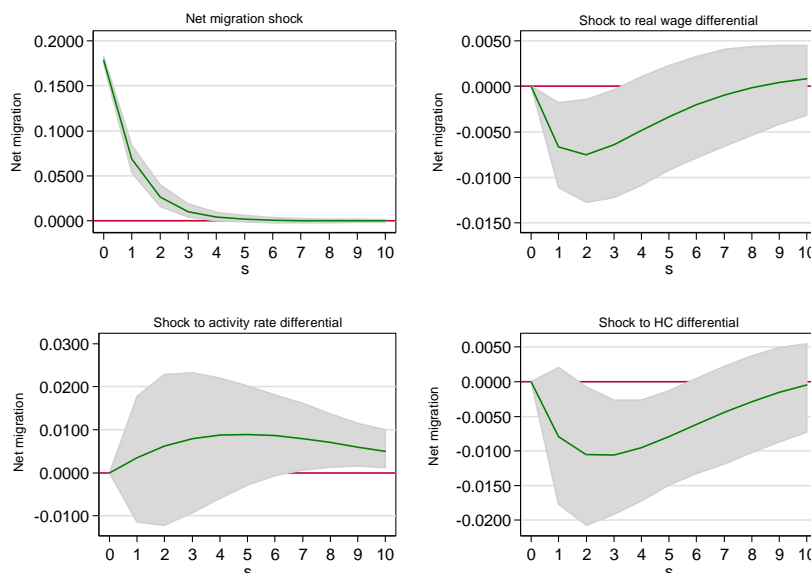 Net migration shock
Net migration
0.2000
0.1500
0.1000
0.0500
0.0000
0 1 2 3 4 5 6 7 8 9 10
s
Shock to real wage differential
Net migration
0.0050
0.0000
-0.0050
-0.0100
-0.0150
0 1 2 3 4 5 6 7 8 9 10
s
Shock to activity rate differential
Net migration
0.0300
0.0200
0.0100
0.0000
-0.0100
0 1 2 3 4 5 6 7 8 9 10
s
Shock to HC differential
Net migration
0.0050
0.0000
-0.0050
-0.0100
-0.0150
-0.0200
0 1 2 3 4 5 6 7 8 9 10
s